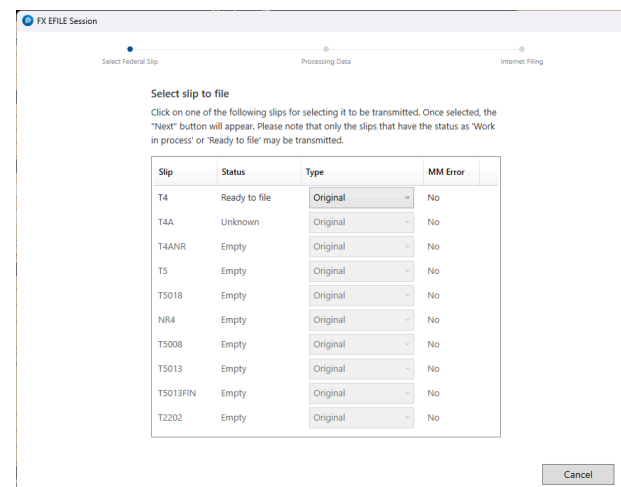 FX EFILE Session
Select Federal Slip Processing Data Internet Filing
Select slip to file
Click on one of the following slips for selecting it to be transmitted. Once selected, the
"Next" button will appear. Please note that only the slips that have the status as 'Work
in process' or 'Ready to file' may be transmitted.
Slip Status Type MM Error
T4 Ready to file Original No
T4A Unknown Original No
T4ANR Empty Original No
T5 Empty Original No
T5018 Empty Original No
NR4 Empty Original No
T5008 Empty Original No
T5013 Empty Original No
T5013FIN Empty Original No
T2202 Empty Original No
Cancel